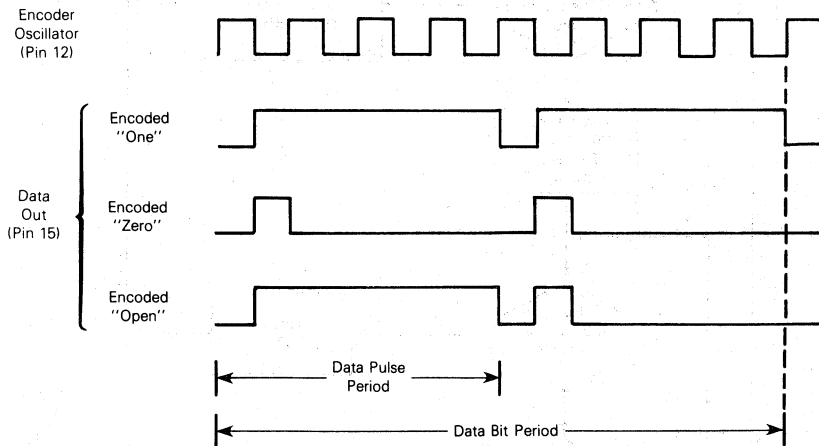 Encoder
Oscillator
(Pin 12)
Encoded
"One"
Data
Out
(Pin 15)
Encoded
"Zero"
Encoded
"Open"
Data Pulse
Period
Data Bit Period